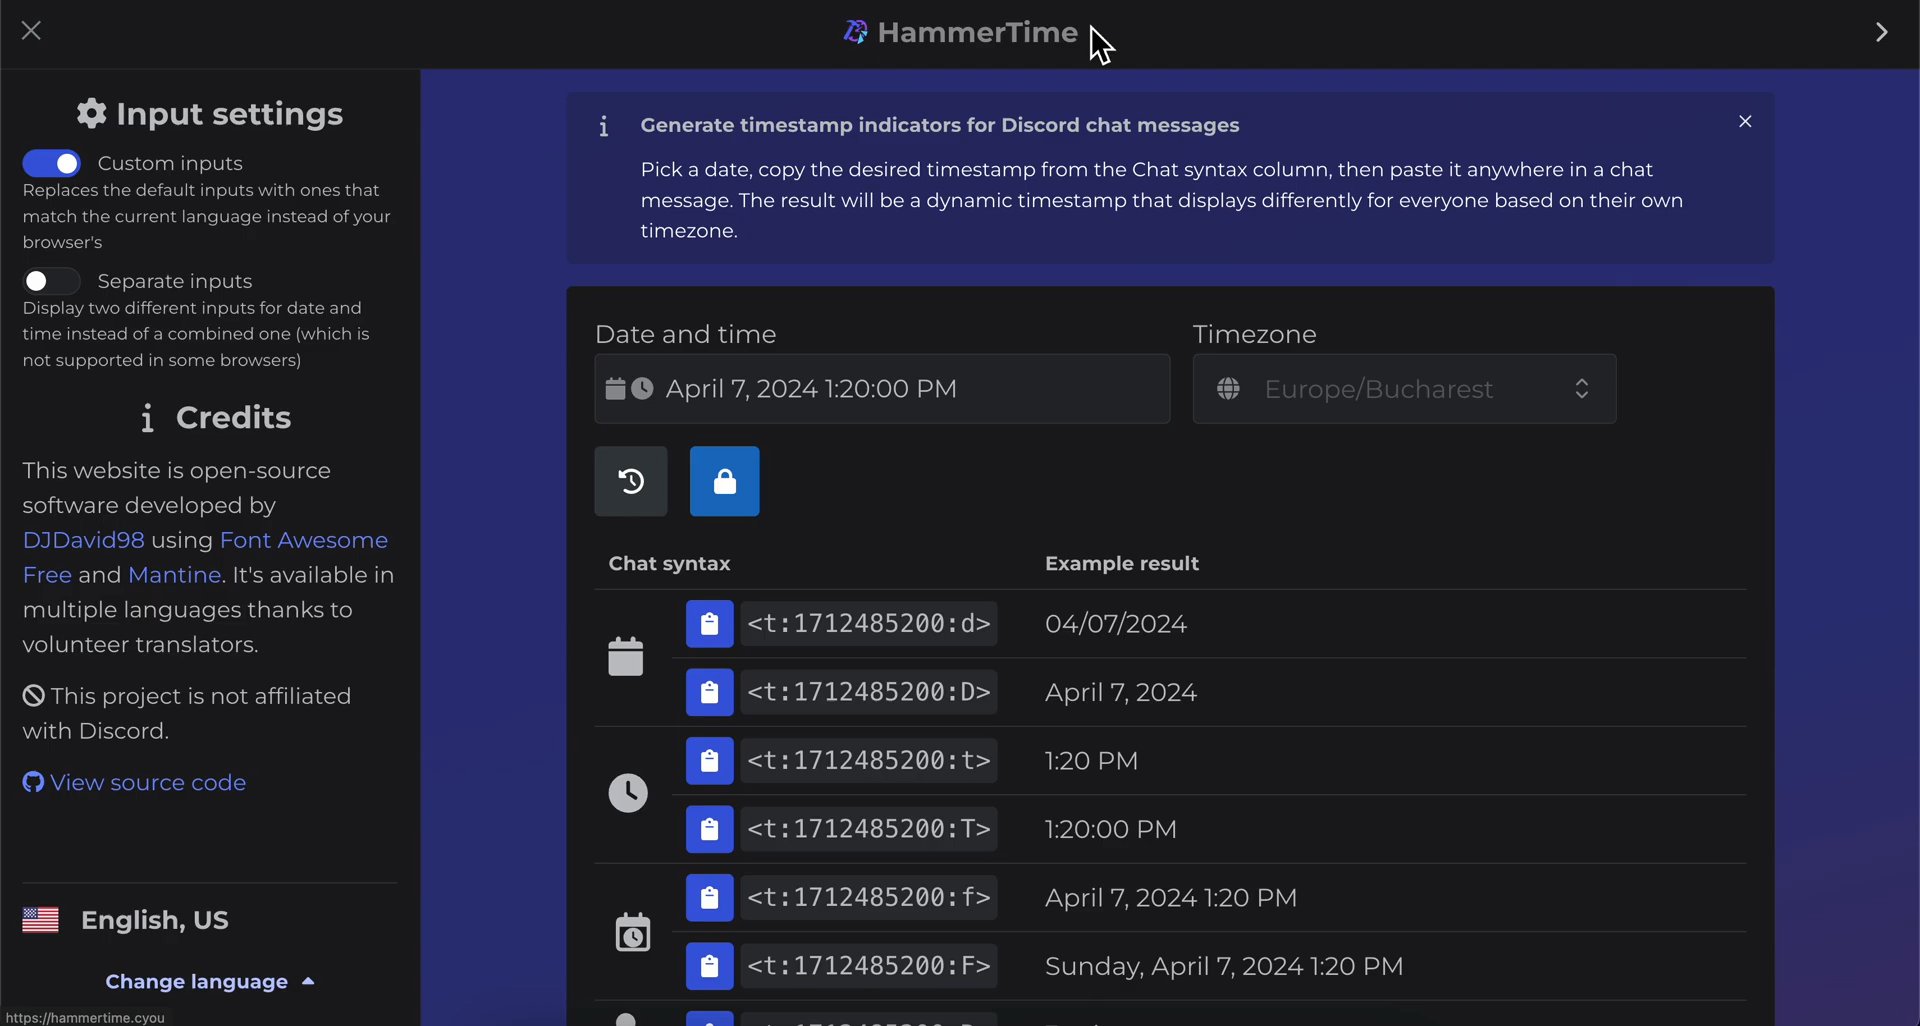 HammerTime
Input settings
Custom inputs
Replaces the default inputs with ones that
match the current language instead of your
browser's
Separate inputs
Display two different inputs for date and
time instead of a combined one (which is
not supported in some browsers)
Credits
This website is open-source
software developed by
DJDavid98 using Font Awesome
Free and Mantine. It's available in
multiple languages thanks to
volunteer translators.
This project is not affiliated
with Discord.
View source code
English, US
Change language
https://hammertime.cyou
Generate timestamp indicators for Discord chat messages
Pick a date, copy the desired timestamp from the Chat syntax column, then paste it anywhere in a chat
message. The result will be a dynamic timestamp that displays differently for everyone based on their own
timezone.
Date and time
April 7, 2024 1:20:00 PM
Timezone
Europe/Bucharest
Chat syntax Example result
<t:1712485200:d> 04/07/2024
<t:1712485200:D> April 7, 2024
<t:1712485200:t> 1:20 PM
<t:1712485200:T> 1:20:00 PM
<t:1712485200:f> April 7, 2024 1:20 PM
<t:1712485200:F> Sunday, April 7, 2024 1:20 PM